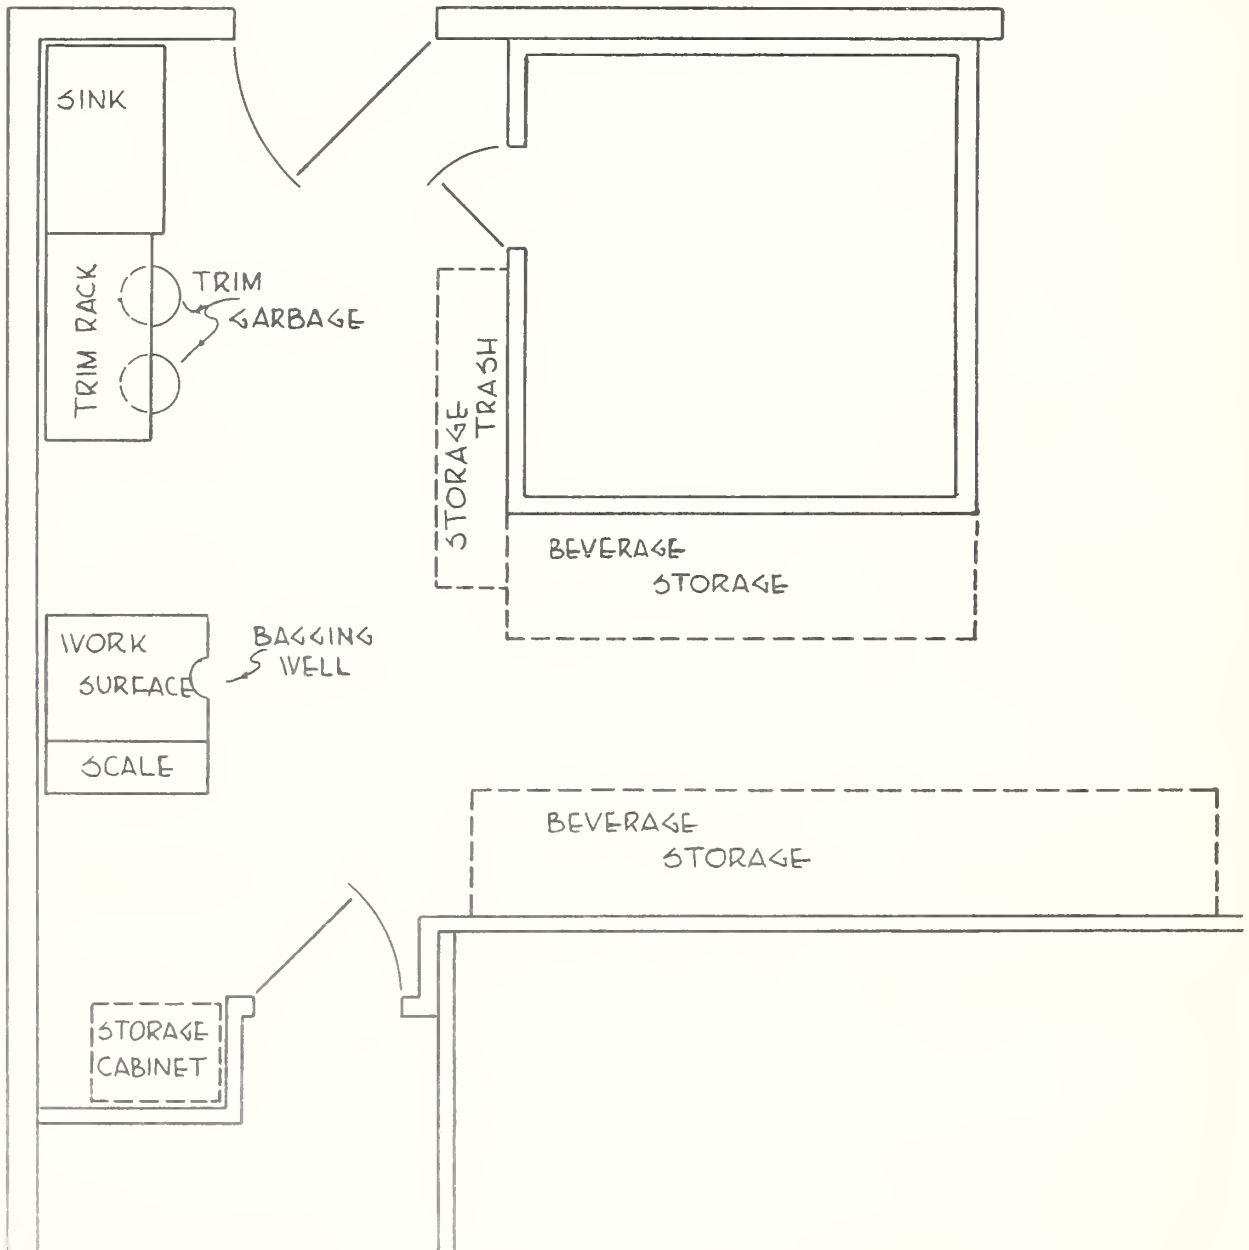 SINK
TRIM RACK
TRIM
GARBAGE
STORAGE
TRASH
BEVERAGE
STORAGE
WORK
SURFACE
BAGGING
WELL
SCALE
BEVERAGE
STORAGE
STORAGE
CABINET